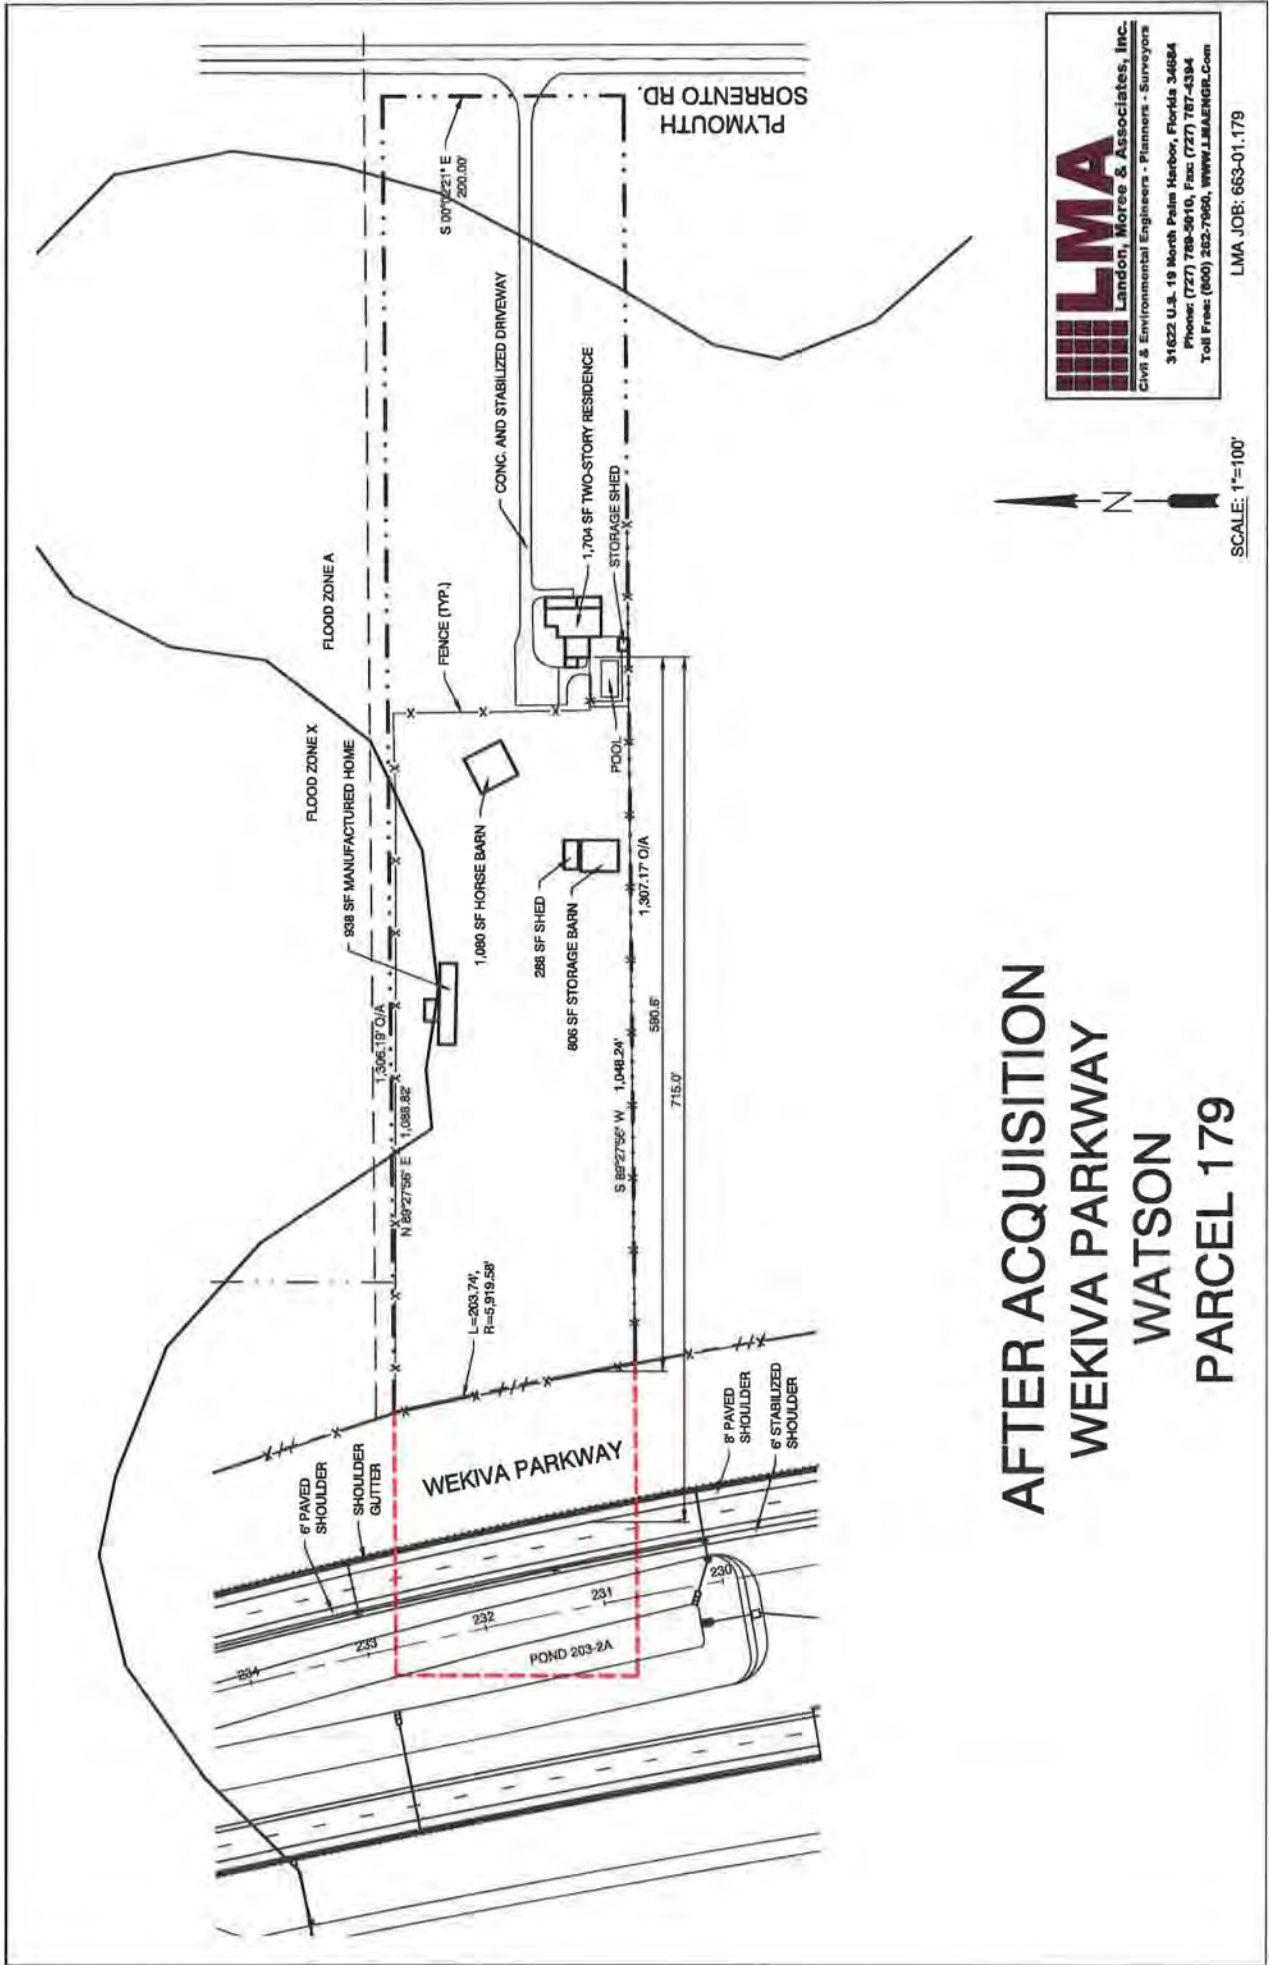 PLYMOUTH
SORRENTO RD.
S 00°02'21" E
200.00'
CONC. AND STABILIZED DRIVEWAY
1,704 SF TWO-STORY RESIDENCE
STORAGE SHED
FLOOD ZONE A
FENCE (TYP.)
FLOOD ZONE X
938 SF MANUFACTURED HOME
1,080 SF HORSE BARN
POOL
288 SF SHED
806 SF STORAGE BARN
1,307.17' O/A
1,306.19' O/A
N 89°27'56" E 1,088.82'
S 89°27'56" W 1,048.24'
590.6'
715.0'
L=203.74',
R=5,919.58'
WEKIVA PARKWAY
6' PAVED
SHOULDER
SHOULDER
GUTTER
8' PAVED
SHOULDER
6' STABILIZED
SHOULDER
234
233
232
231
230
POND 203-2A
AFTER ACQUISITION
WEKIVA PARKWAY
WATSON
PARCEL 179
N
SCALE: 1"=100'
LMA
Landon, Moree & Associates, Inc.
Civil & Environmental Engineers - Planners - Surveyors
31622 U.S. 19 North Palm Harbor, Florida 34684
Phone: (727) 789-5010, Fax: (727) 787-4394
Toll Free: (800) 262-7960, WWW.LMAENGR.Com
LMA JOB: 663-01.179